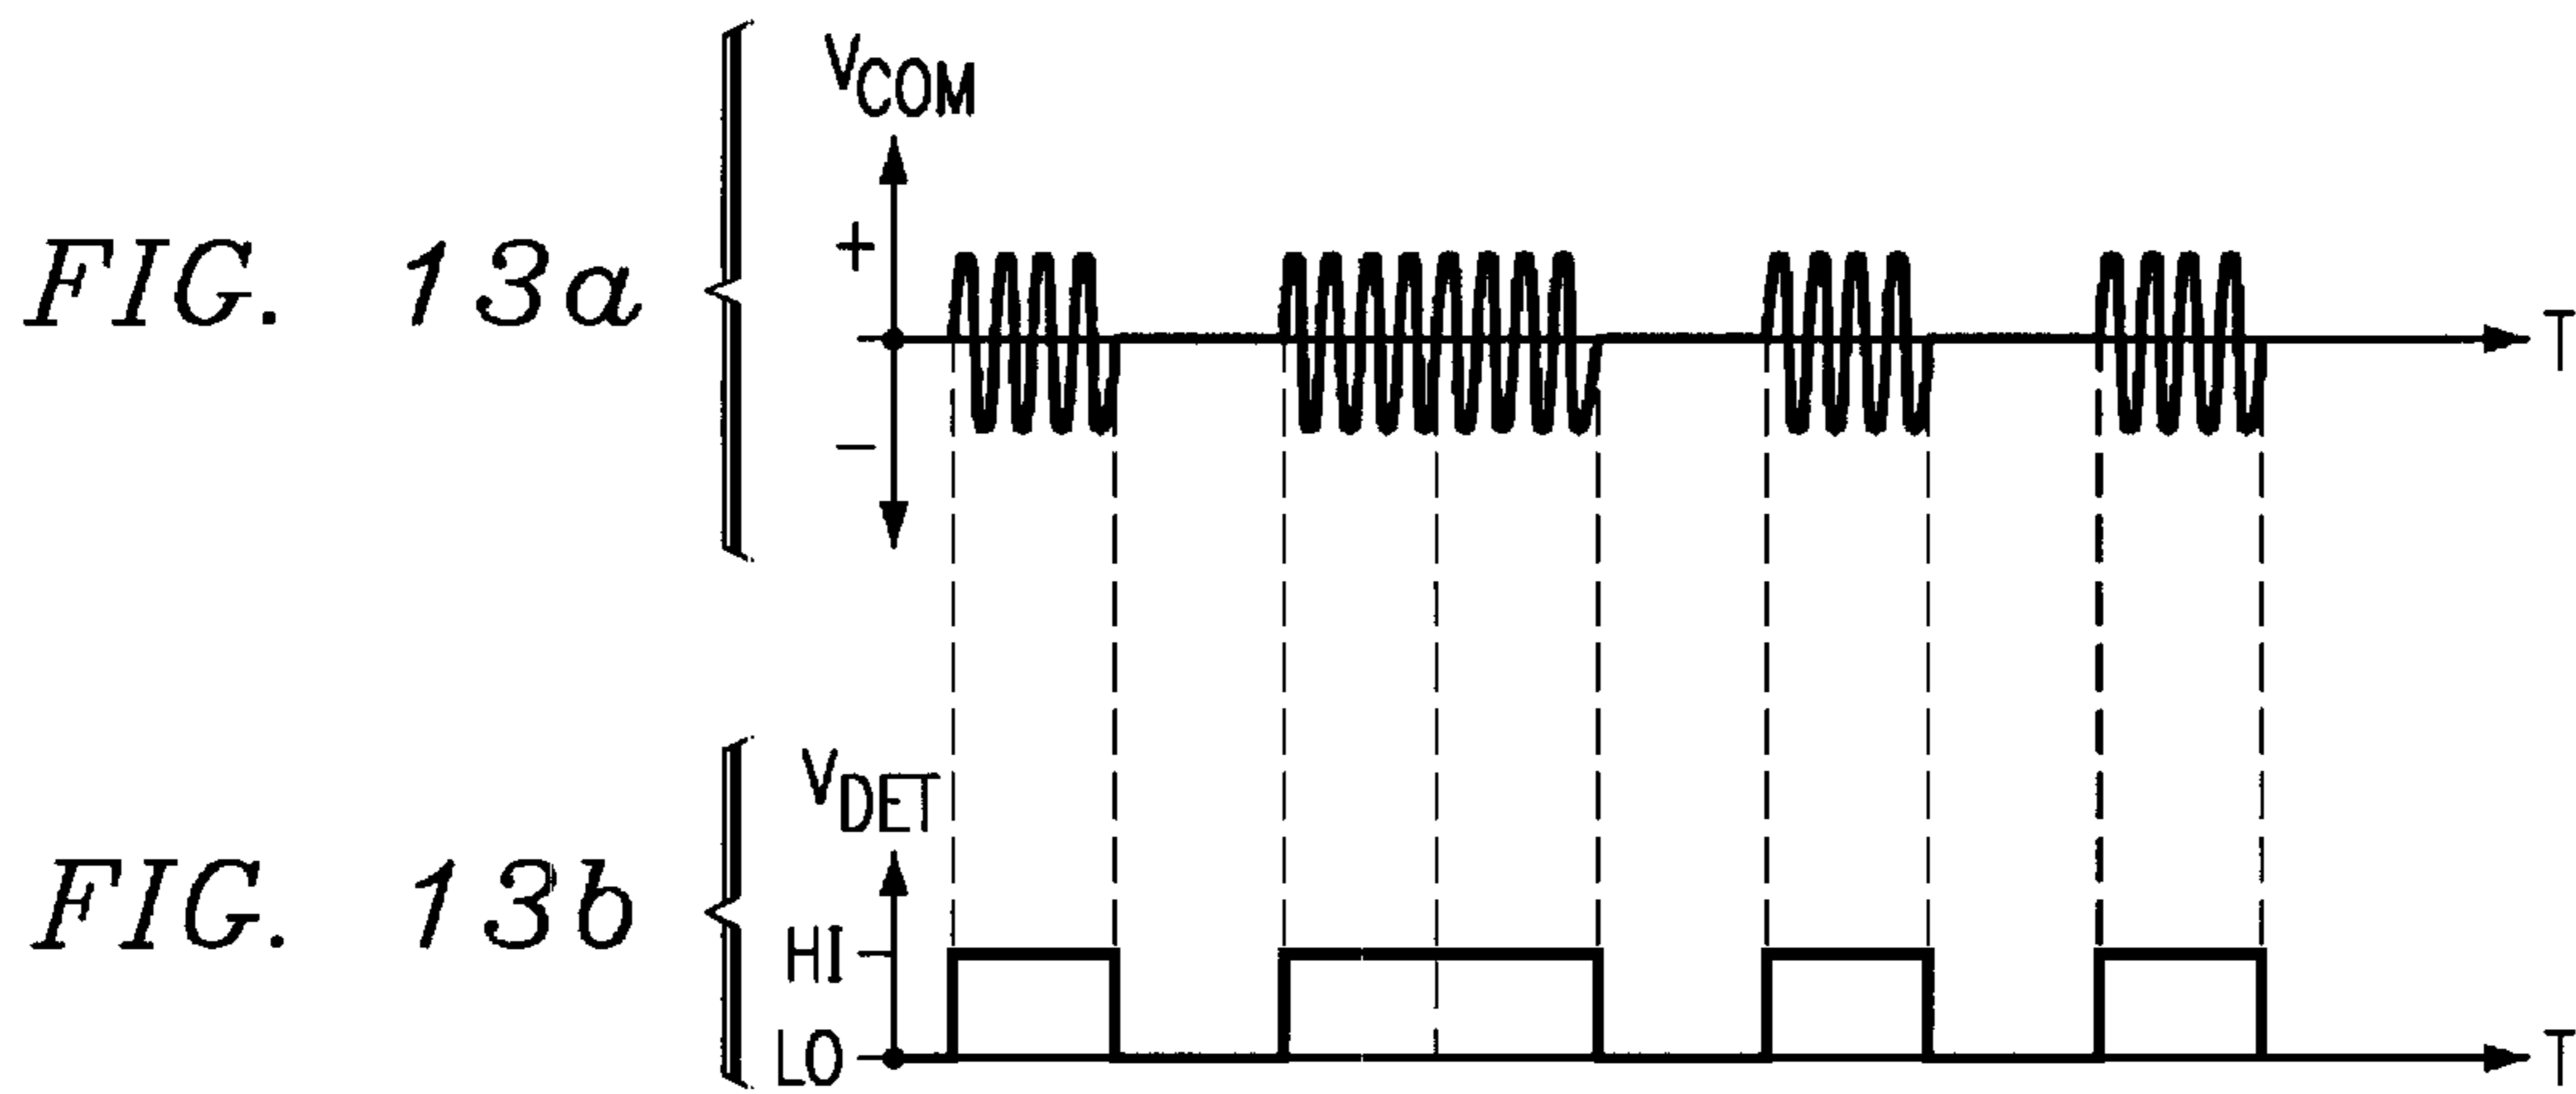 FIG. 13a
VCOM
+
-
T
FIG. 13b
VDET
HI
LO
T